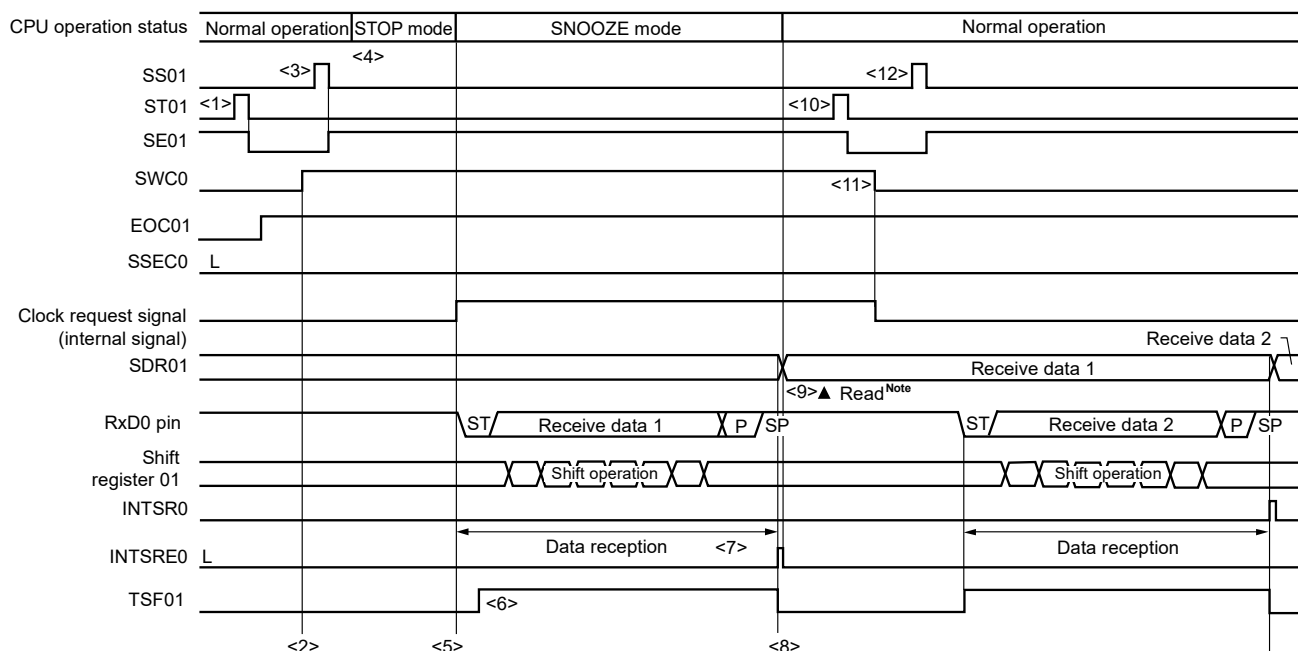 CPU operation status Normal operation STOP mode SNOOZE mode Normal operation
<4>
SS01 <3> <12>
ST01 <1> <10>
SE01
SWC0 <11>
EOC01
SSEC0 L
Clock request signal
(internal signal)
Receive data 2
SDR01 Receive data 1
<9>▲ Read Note
RxD0 pin ST Receive data 1 P SP ST Receive data 2 P SP
Shift
register 01 Shift operation Shift operation
INTSR0
Data reception <7> Data reception
INTSRE0 L
TSF01 <6>
<2> <5> <8>